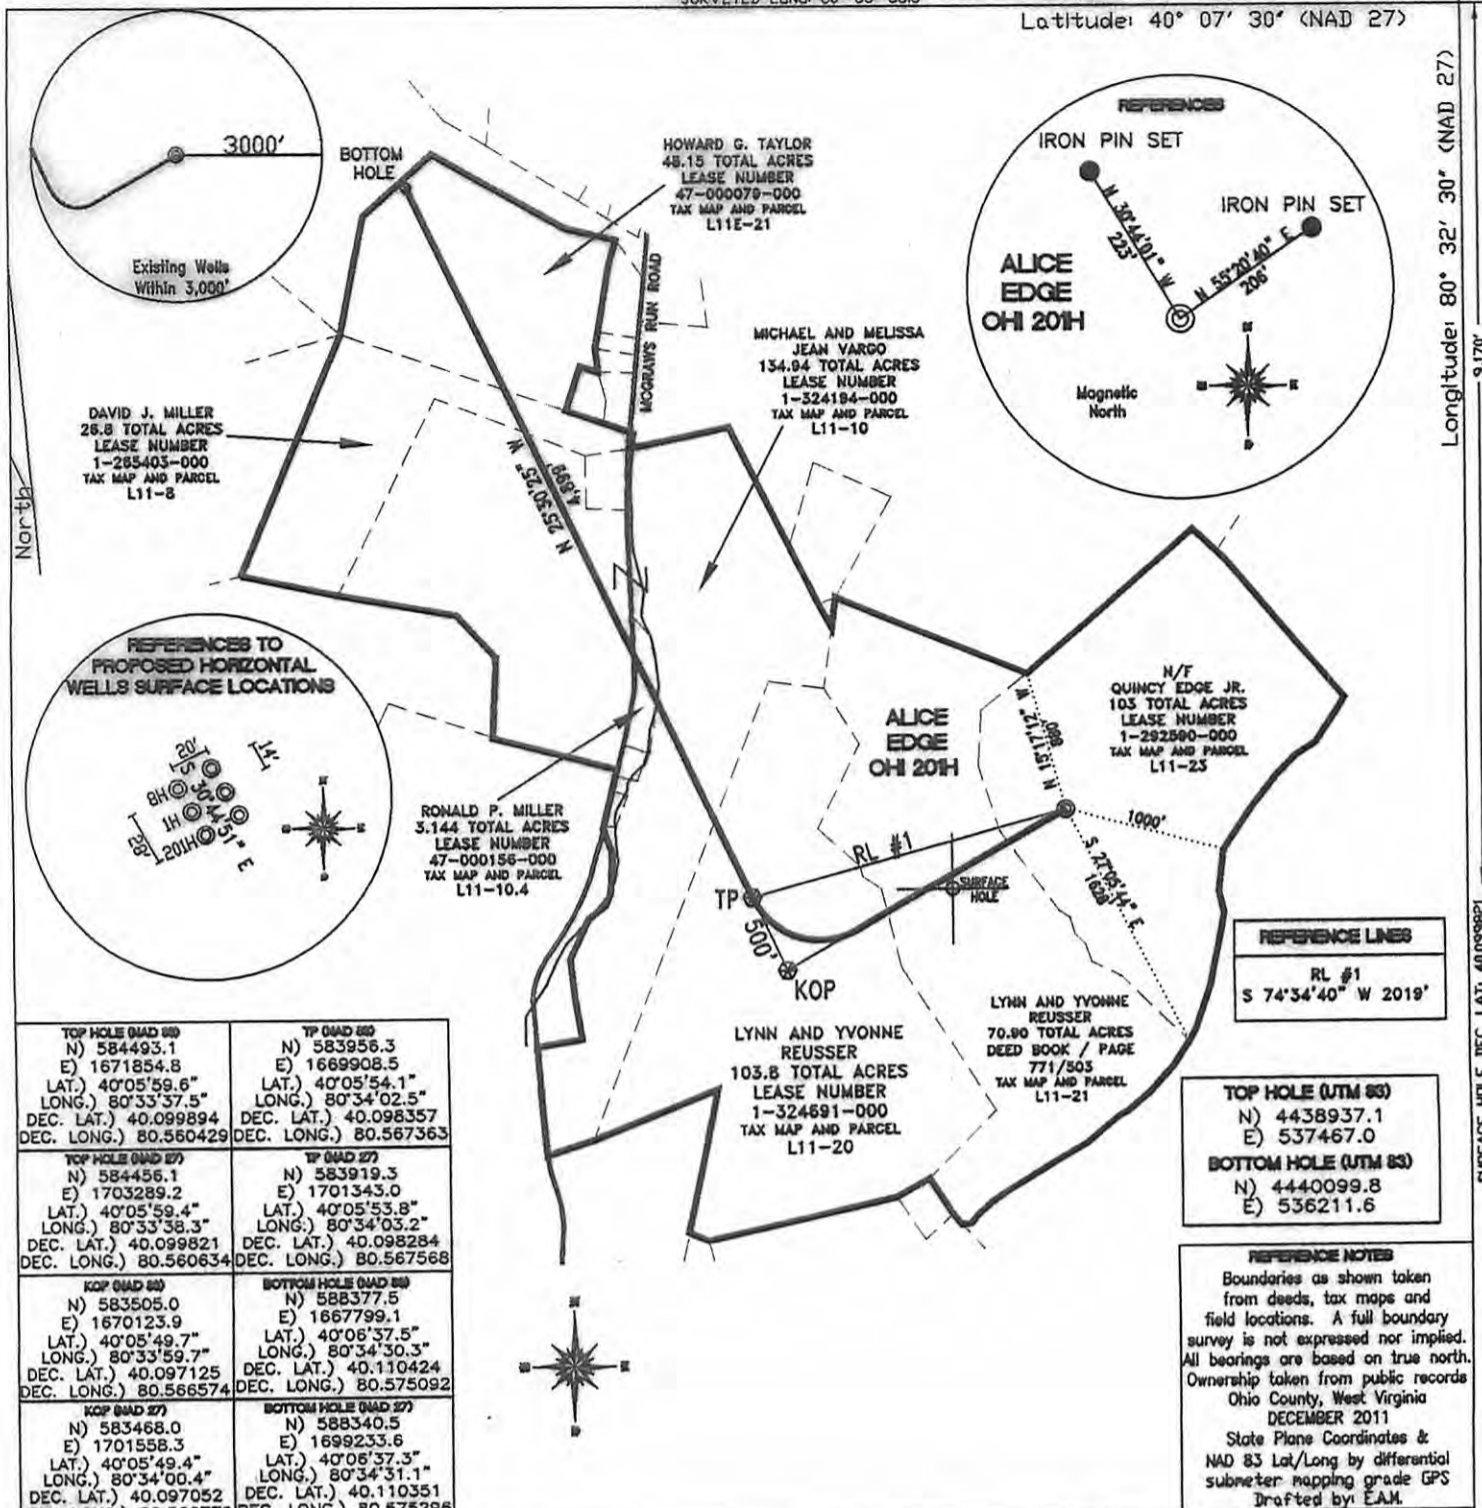 Latitude: 40° 07' 30" (NAD 27)
Longitude: 80° 32' 30" (NAD 27)
9,170'
North
3000'
Existing Wells
Within 3,000'
BOTTOM
HOLE
HOWARD G. TAYLOR
48.15 TOTAL ACRES
LEASE NUMBER
47-000079-000
TAX MAP AND PARCEL
L11E-21
MCGRAWS RUN ROAD
REFERENCES
IRON PIN SET
IRON PIN SET
N 30°44'01" W
223'
N 55°20'40" E
206'
ALICE
EDGE
OHI 201H
Magnetic
North
MICHAEL AND MELISSA
JEAN VARGO
134.94 TOTAL ACRES
LEASE NUMBER
1-324194-000
TAX MAP AND PARCEL
L11-10
DAVID J. MILLER
26.8 TOTAL ACRES
LEASE NUMBER
1-265403-000
TAX MAP AND PARCEL
L11-8
N 25°30'25" W
4,899'
REFERENCES TO
PROPOSED HORIZONTAL
WELLS SURFACE LOCATIONS
20'
14'
S 30°44'51" E
8H
1H
201H
28'
RONALD P. MILLER
3.144 TOTAL ACRES
LEASE NUMBER
47-000156-000
TAX MAP AND PARCEL
L11-10.4
ALICE
EDGE
OHI 201H
N 15°17'12" W
N/F
QUINCY EDGE JR.
103 TOTAL ACRES
LEASE NUMBER
1-292590-000
TAX MAP AND PARCEL
L11-23
1000'
S 27°05'44" E
1628'
RL #1
SURFACE
HOLE
TP
500'
KOP
LYNN AND YVONNE
REUSSER
103.8 TOTAL ACRES
LEASE NUMBER
1-324691-000
TAX MAP AND PARCEL
L11-20
LYNN AND YVONNE
REUSSER
70.90 TOTAL ACRES
DEED BOOK / PAGE
771/503
TAX MAP AND PARCEL
L11-21
REFERENCE LINES
RL #1
S 74°34'40" W 2019'
TOP HOLE (UTM 83)
N) 4438937.1
E) 537467.0
BOTTOM HOLE (UTM 83)
N) 4440099.8
E) 536211.6
REFERENCE NOTES
Boundaries as shown taken
from deeds, tax maps and
field locations. A full boundary
survey is not expressed nor implied.
All bearings are based on true north.
Ownership taken from public records
Ohio County, West Virginia
DECEMBER 2011
State Plane Coordinates &
NAD 83 Lat/Long by differential
submeter mapping grade GPS
Drafted by: E.A.M.
TOP HOLE (NAD 83)
N) 584493.1
E) 1671854.8
LAT.) 40°05'59.6"
LONG.) 80°33'37.5"
DEC. LAT.) 40.099894
DEC. LONG.) 80.560429
TP (NAD 83)
N) 583956.3
E) 1669908.5
LAT.) 40°05'54.1"
LONG.) 80°34'02.5"
DEC. LAT.) 40.098357
DEC. LONG.) 80.567363
TOP HOLE (NAD 27)
N) 584456.1
E) 1703289.2
LAT.) 40°05'59.4"
LONG.) 80°33'38.3"
DEC. LAT.) 40.099821
DEC. LONG.) 80.560634
TP (NAD 27)
N) 583919.3
E) 1701343.0
LAT.) 40°05'53.8"
LONG.) 80°34'03.2"
DEC. LAT.) 40.098284
DEC. LONG.) 80.567568
KOP (NAD 83)
N) 583505.0
E) 1670123.9
LAT.) 40°05'49.7"
LONG.) 80°33'59.7"
DEC. LAT.) 40.097125
DEC. LONG.) 80.566574
BOTTOM HOLE (NAD 83)
N) 588377.5
E) 1667799.1
LAT.) 40°06'37.5"
LONG.) 80°34'30.3"
DEC. LAT.) 40.110424
DEC. LONG.) 80.575092
KOP (NAD 27)
N) 583468.0
E) 1701558.3
LAT.) 40°05'49.4"
LONG.) 80°34'00.4"
DEC. LAT.) 40.097052
BOTTOM HOLE (NAD 27)
N) 588340.5
E) 1699233.6
LAT.) 40°06'37.3"
LONG.) 80°34'31.1"
DEC. LAT.) 40.110351